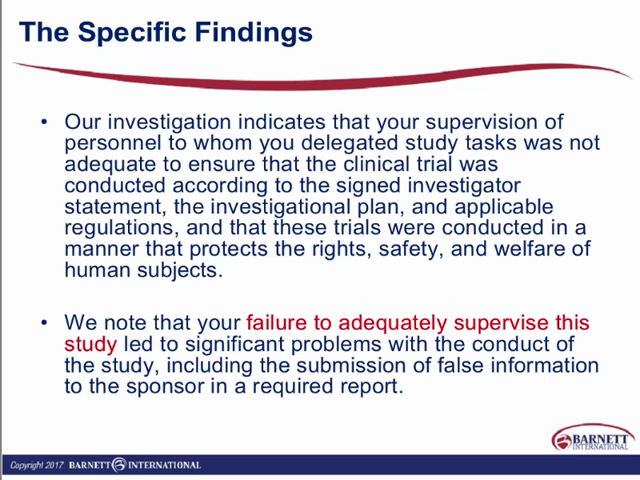 The Specific Findings
• Our investigation indicates that your supervision of
personnel to whom you delegated study tasks was not
adequate to ensure that the clinical trial was
conducted according to the signed investigator
statement, the investigational plan, and applicable
regulations, and that these trials were conducted in a
manner that protects the rights, safety, and welfare of
human subjects.
• We note that your failure to adequately supervise this
study led to significant problems with the conduct of
the study, including the submission of false information
to the sponsor in a required report.
BARNETT
INTERNATIONAL
Copyright 2017 BARNETT INTERNATIONAL